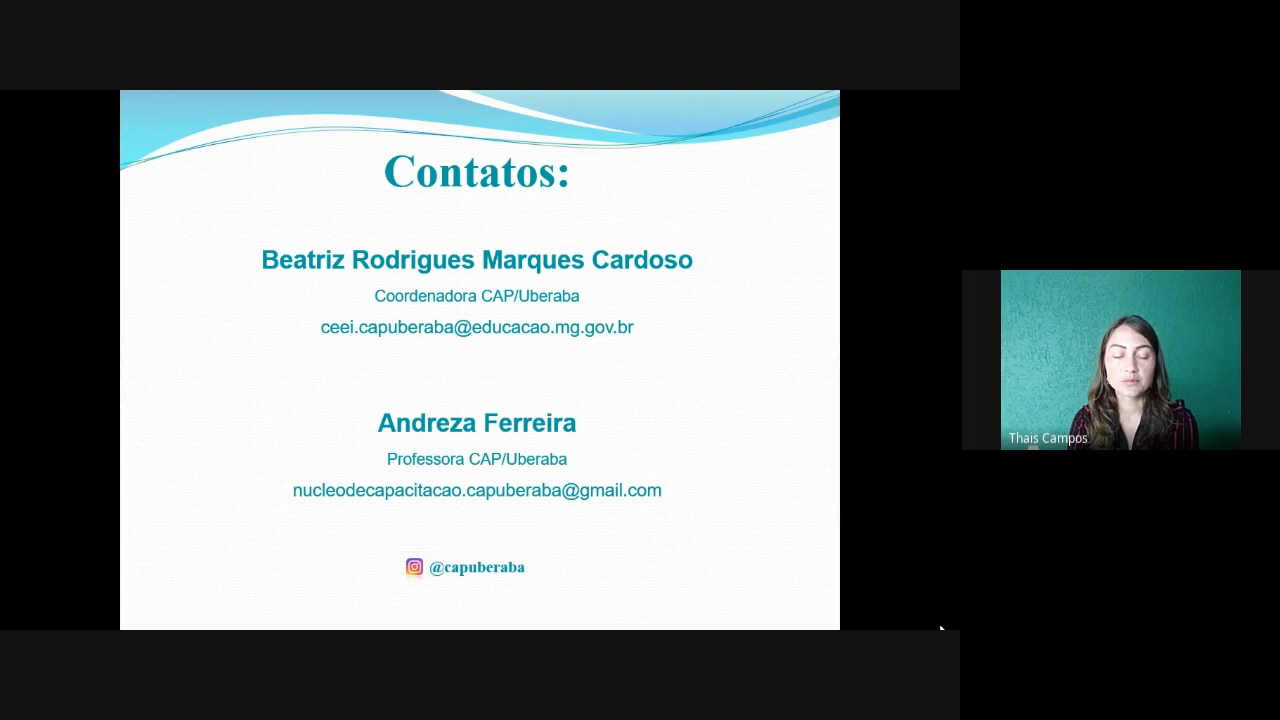 Contatos:
Beatriz Rodrigues Marques Cardoso
Coordenadora CAP/Uberaba
ceei.capuberaba@educacao.mg.gov.br
Andreza Ferreira
Professora CAP/Uberaba
nucleodecapacitacao.capuberaba@gmail.com
@capuberaba
Thais Campos